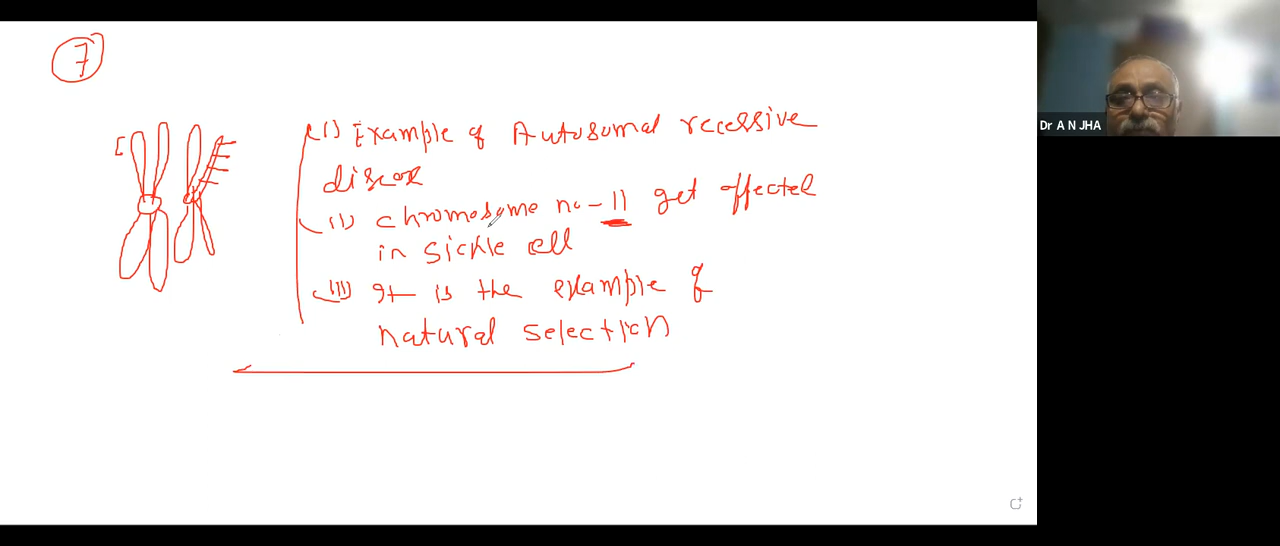 7
(i) Example of Autosomal recessive
(ii) chromosome no - 11 get affected
in sickle cell
(iii) It is the example of
natural selection
Dr A N JHA